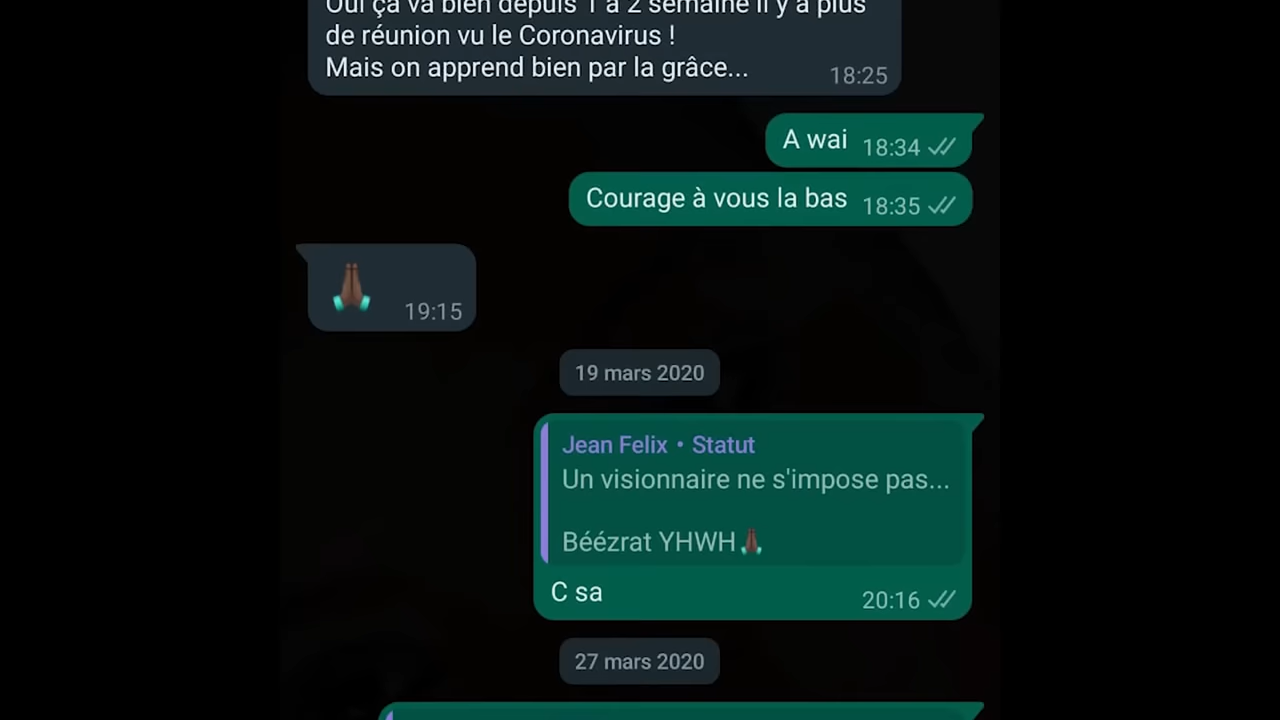 Oui ça va bien depuis 1 à 2 semaine il y a plus
de réunion vu le Coronavirus !
Mais on apprend bien par la grâce... 18:25
A wai 18:34
Courage à vous la bas 18:35
19:15
19 mars 2020
Jean Felix • Statut
Un visionnaire ne s'impose pas...
Béézrat YHWH
C sa 20:16
27 mars 2020